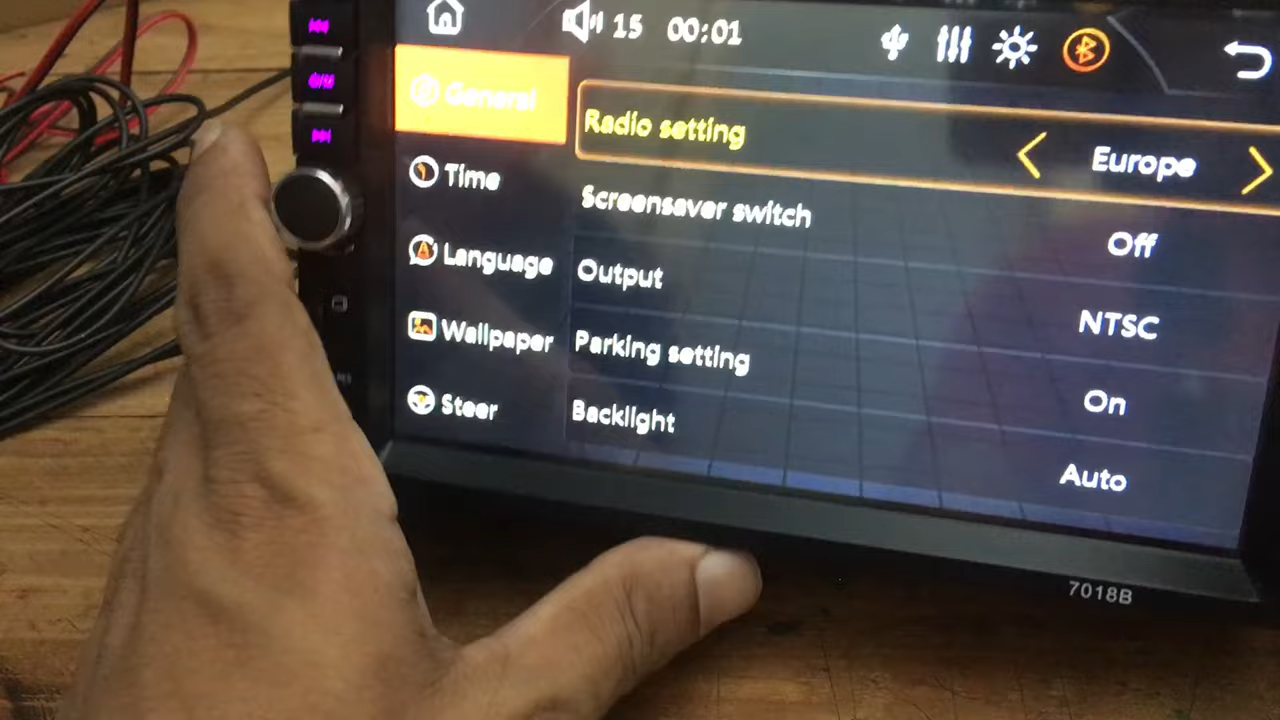 15 00:01
General
Time
Language
Wallpaper
Steer
Radio setting Europe
Screensaver switch Off
Output NTSC
Parking setting On
Backlight Auto
7018B